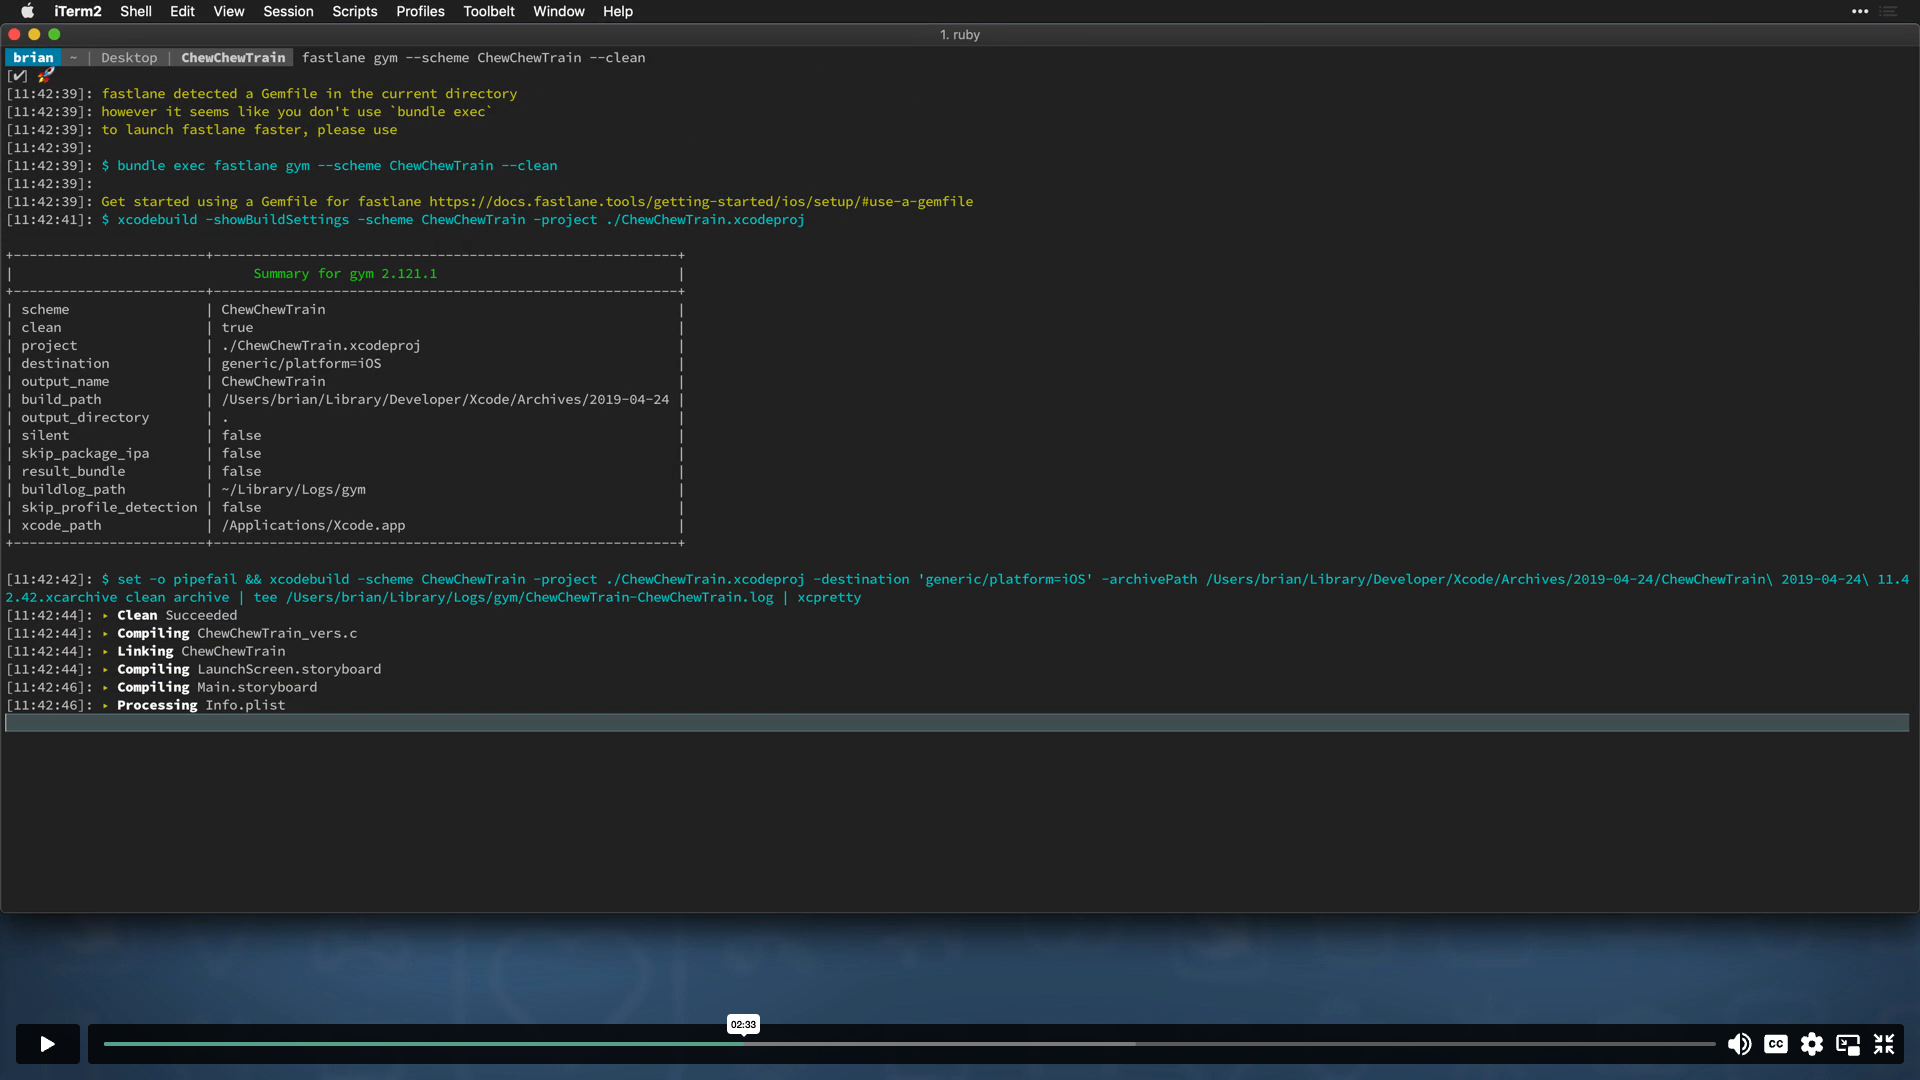 iTerm2 Shell Edit View Session Scripts Profiles Toolbelt Window Help
1. ruby
brian ~ | Desktop | ChewChewTrain fastlane gym --scheme ChewChewTrain --clean
[✔] 🚀
[11:42:39]: fastlane detected a Gemfile in the current directory
[11:42:39]: however it seems like you don't use `bundle exec`
[11:42:39]: to launch fastlane faster, please use
[11:42:39]:
[11:42:39]: $ bundle exec fastlane gym --scheme ChewChewTrain --clean
[11:42:39]:
[11:42:39]: Get started using a Gemfile for fastlane https://docs.fastlane.tools/getting-started/ios/setup/#use-a-gemfile
[11:42:41]: $ xcodebuild -showBuildSettings -scheme ChewChewTrain -project ./ChewChewTrain.xcodeproj
+------------------------+----------------------------------------------------------+
| Summary for gym 2.121.1 |
+------------------------+----------------------------------------------------------+
| scheme | ChewChewTrain |
| clean | true |
| project | ./ChewChewTrain.xcodeproj |
| destination | generic/platform=iOS |
| output_name | ChewChewTrain |
| build_path | /Users/brian/Library/Developer/Xcode/Archives/2019-04-24 |
| output_directory | . |
| silent | false |
| skip_package_ipa | false |
| result_bundle | false |
| buildlog_path | ~/Library/Logs/gym |
| skip_profile_detection | false |
| xcode_path | /Applications/Xcode.app |
+------------------------+----------------------------------------------------------+
[11:42:42]: $ set -o pipefail && xcodebuild -scheme ChewChewTrain -project ./ChewChewTrain.xcodeproj -destination 'generic/platform=iOS' -archivePath /Users/brian/Library/Developer/Xcode/Archives/2019-04-24/ChewChewTrain\ 2019-04-24\ 11.4
2.42.xcarchive clean archive | tee /Users/brian/Library/Logs/gym/ChewChewTrain-ChewChewTrain.log | xcpretty
[11:42:44]: ▸ Clean Succeeded
[11:42:44]: ▸ Compiling ChewChewTrain_vers.c
[11:42:44]: ▸ Linking ChewChewTrain
[11:42:44]: ▸ Compiling LaunchScreen.storyboard
[11:42:46]: ▸ Compiling Main.storyboard
[11:42:46]: ▸ Processing Info.plist
02:33
CC